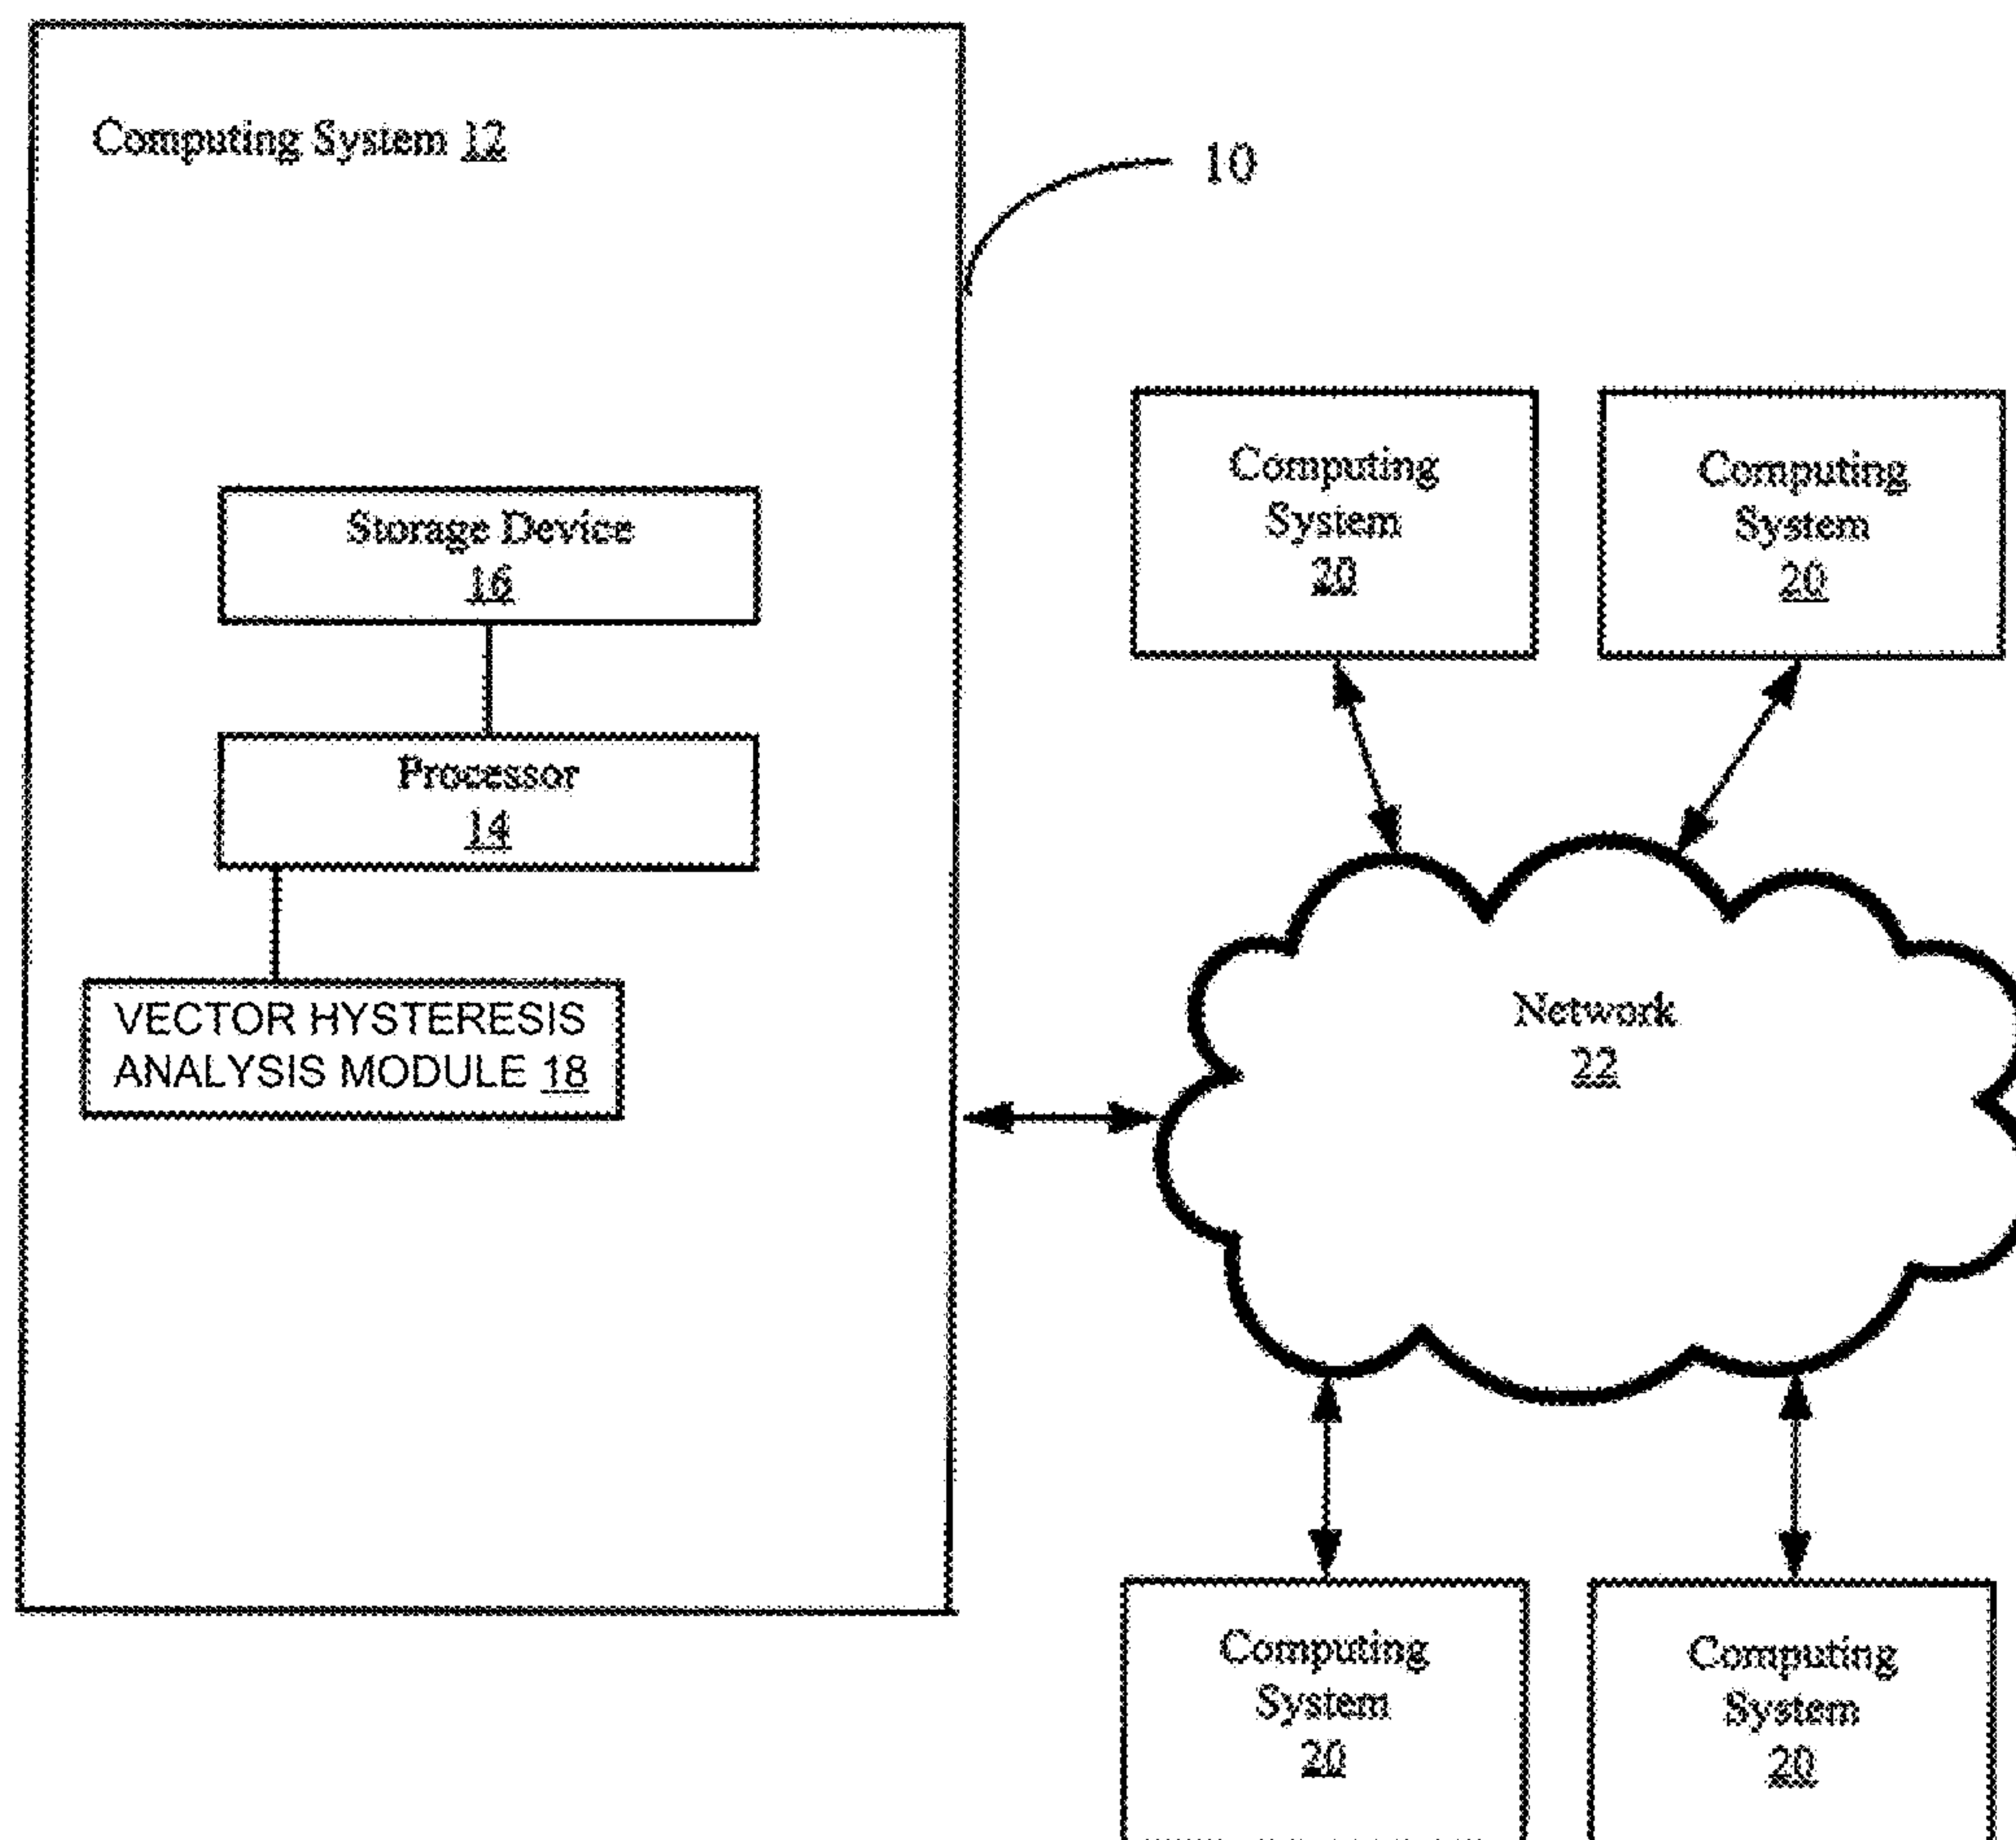 Computing System 12
10
Storage Device
16
Processor
14
VECTOR HYSTERESIS
ANALYSIS MODULE 18
Computing
System
20
Computing
System
20
Network
22
Computing
System
20
Computing
System
20